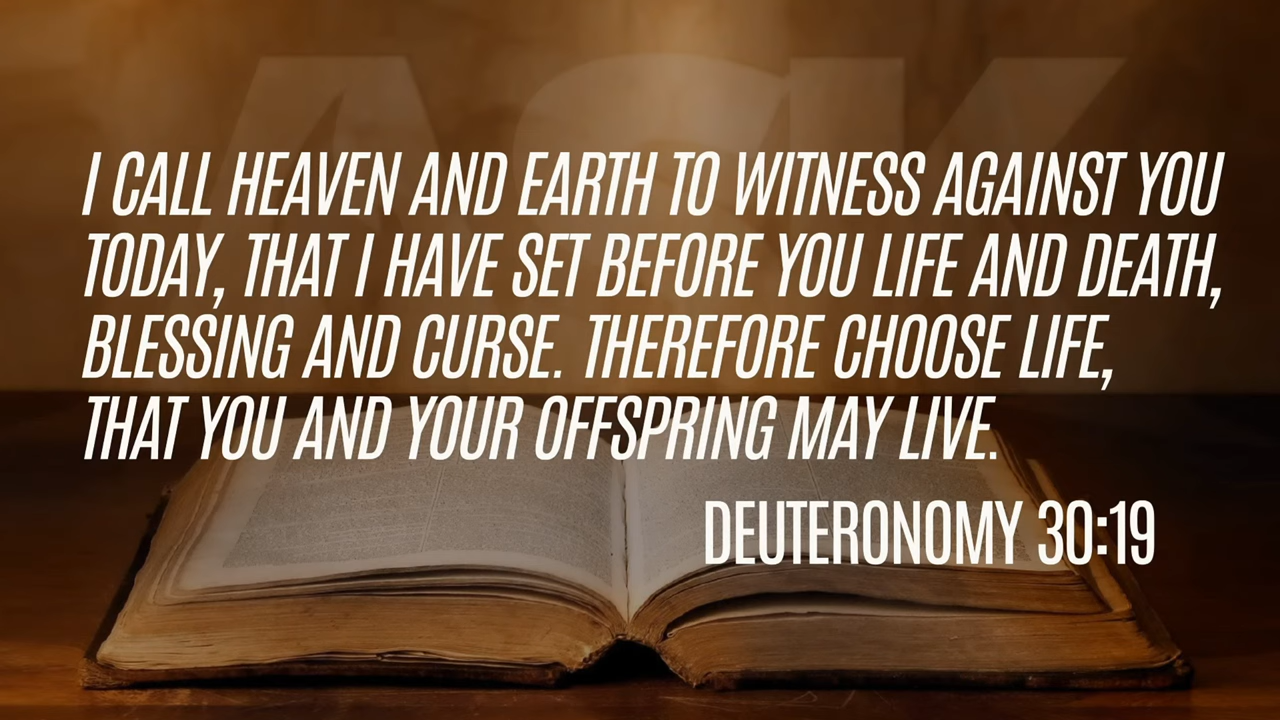 ASK
I CALL HEAVEN AND EARTH TO WITNESS AGAINST YOU
TODAY, THAT I HAVE SET BEFORE YOU LIFE AND DEATH,
BLESSING AND CURSE. THEREFORE CHOOSE LIFE,
THAT YOU AND YOUR OFFSPRING MAY LIVE.
DEUTERONOMY 30:19